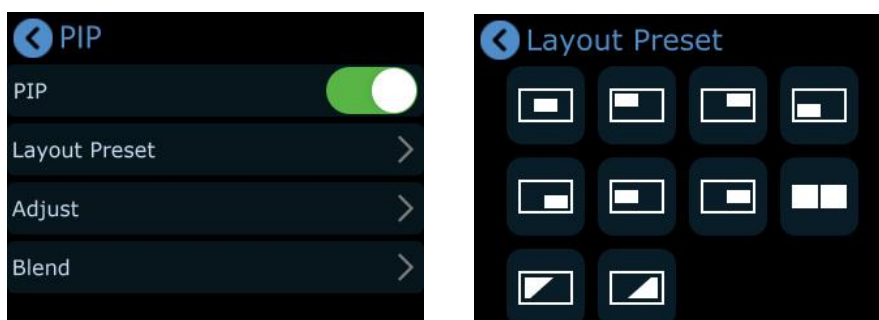 PIP
PIP
Layout Preset
Adjust
Blend
Layout Preset